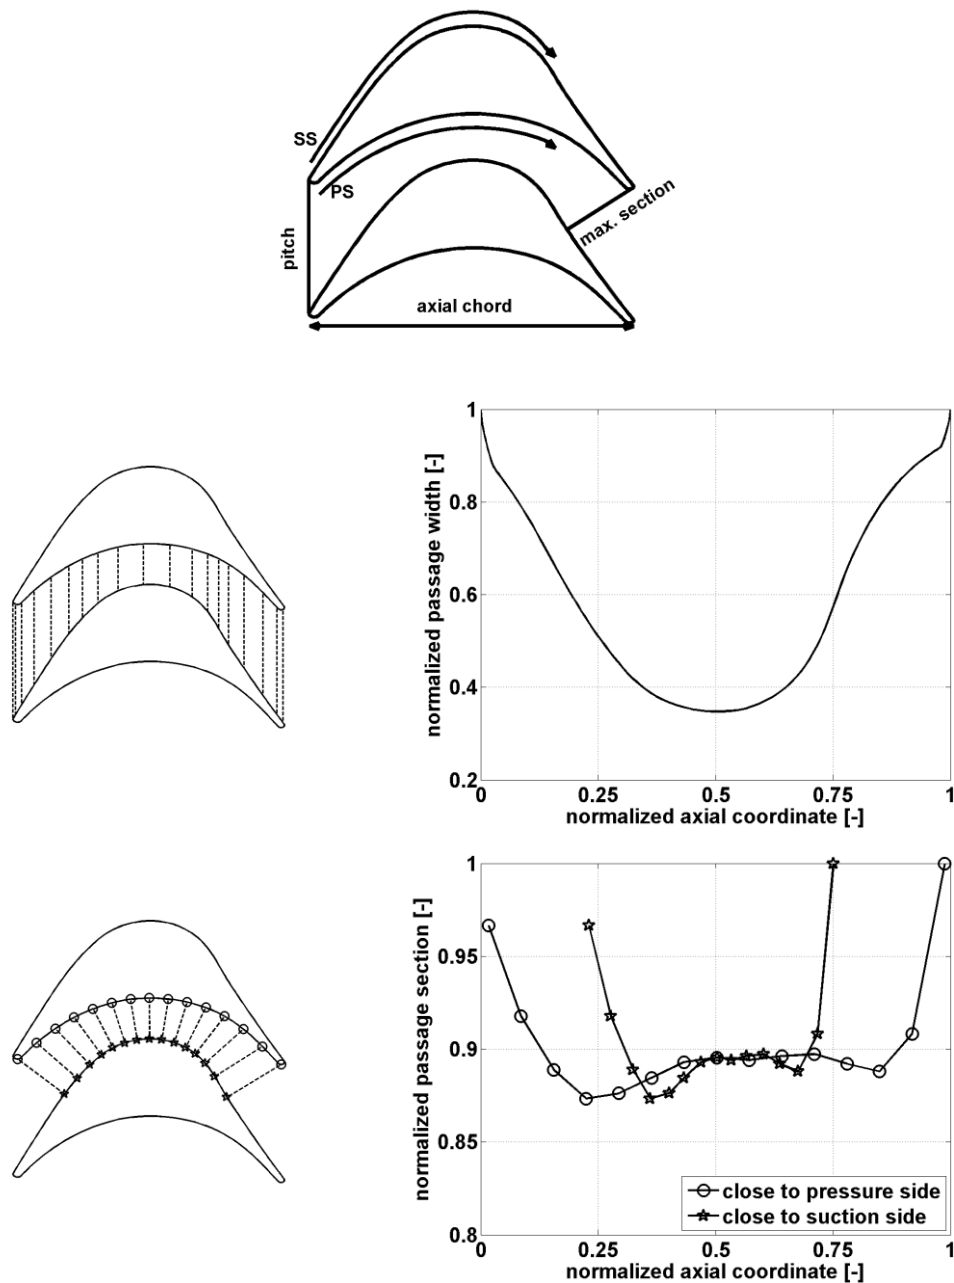 SS
PS
pitch
max. section
axial chord
normalized passage width [-]
1
0.8
0.6
0.4
0.2
0
0.25
0.5
0.75
1
normalized axial coordinate [-]
normalized passage section [-]
1
0.95
0.9
0.85
0.8
close to pressure side
close to suction side
0
0.25
0.5
0.75
1
normalized axial coordinate [-]